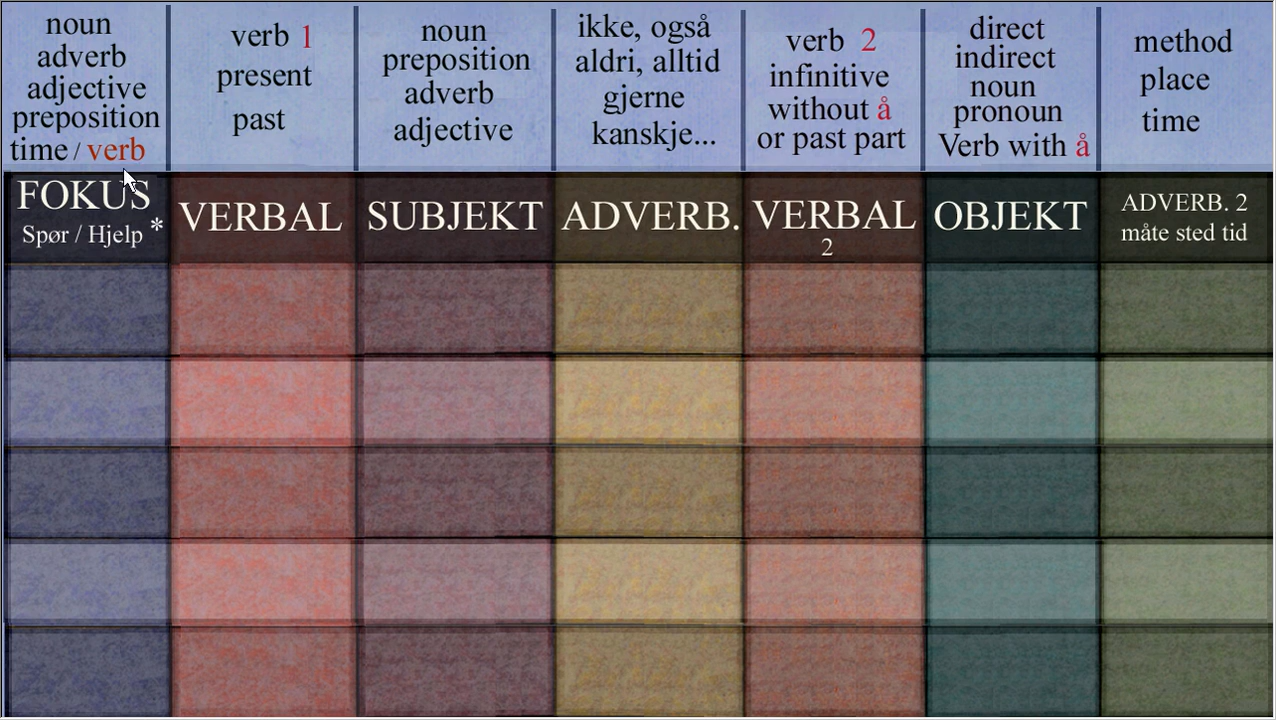 noun
adverb
adjective
preposition
time / verb
verb 1
present
past
noun
preposition
adverb
adjective
ikke, også
aldri, alltid
gjerne
kanskje...
verb 2
infinitive
without å
or past part
direct
indirect
noun
pronoun
Verb with å
method
place
time
FOKUS
Spør / Hjelp *
VERBAL
SUBJEKT
ADVERB.
VERBAL
2
OBJEKT
ADVERB. 2
måte sted tid